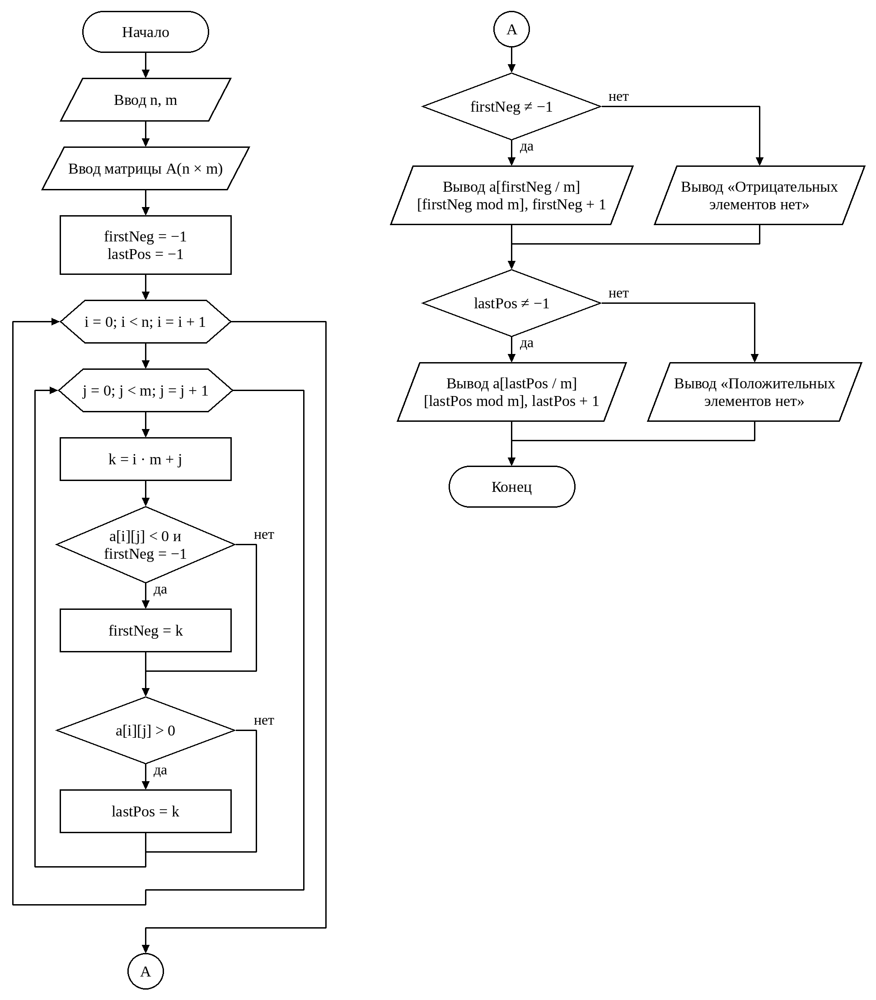 Начало
Ввод n, m
Ввод матрицы A(n × m)
firstNeg = −1
lastPos = −1
i = 0; i < n; i = i + 1
j = 0; j < m; j = j + 1
k = i · m + j
a[i][j] < 0 и
firstNeg = −1
нет
да
firstNeg = k
a[i][j] > 0
нет
да
lastPos = k
А
А
firstNeg ≠ −1
нет
да
Вывод a[firstNeg / m]
[firstNeg mod m], firstNeg + 1
Вывод «Отрицательных
элементов нет»
lastPos ≠ −1
нет
да
Вывод a[lastPos / m]
[lastPos mod m], lastPos + 1
Вывод «Положительных
элементов нет»
Конец